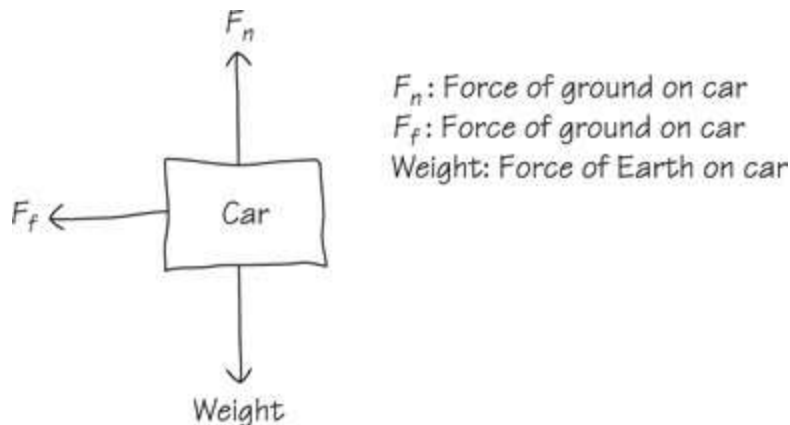 Fn
Fn: Force of ground on car
Ff: Force of ground on car
Weight: Force of Earth on car
Ff
Car
Weight